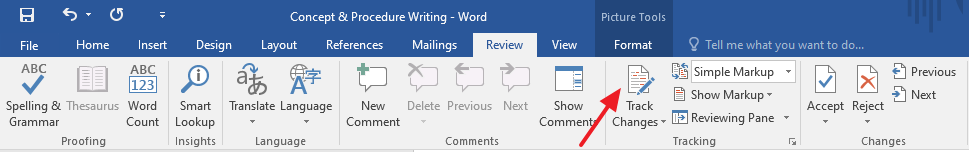 Concept & Procedure Writing - Word
Picture Tools
File Home Insert Design Layout References Mailings Review View Format Tell me what you want to do...
ABC
ABC
123
Spelling & Grammar
Thesaurus
Word Count
Proofing
Smart Lookup
Insights
Translate
Language
Language
New Comment
Delete
Previous
Next
Show Comments
Comments
Track Changes
Simple Markup
Show Markup
Reviewing Pane
Tracking
Accept
Reject
Previous
Next
Changes